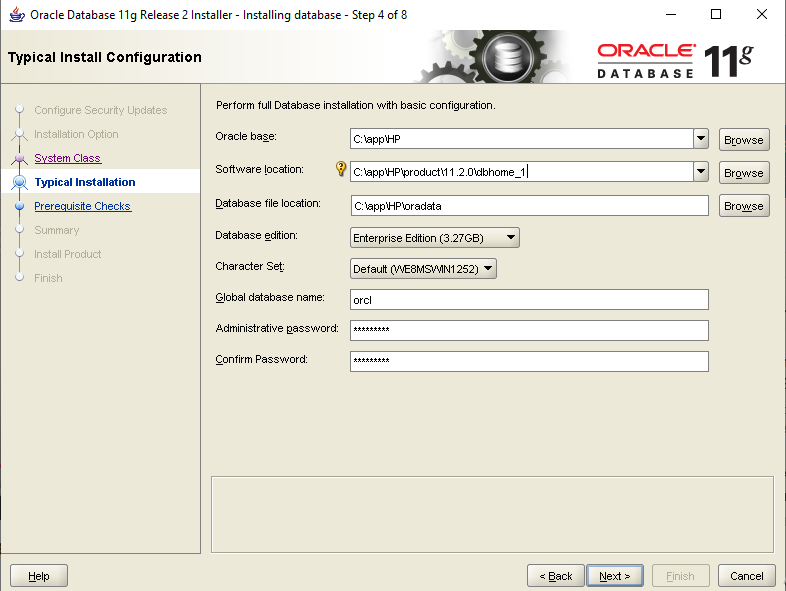 Oracle Database 11g Release 2 Installer - Installing database - Step 4 of 8
Typical Install Configuration
ORACLE DATABASE 11g
Configure Security Updates
Installation Option
System Class
Typical Installation
Prerequisite Checks
Summary
Install Product
Finish
Perform full Database installation with basic configuration.
Oracle base: C:\app\HP Browse
Software location: C:\app\HP\product\11.2.0\dbhome_1 Browse
Database file location: C:\app\HP\oradata Browse
Database edition: Enterprise Edition (3.27GB)
Character Set: Default (WE8MSWIN1252)
Global database name: orcl
Administrative password: *********
Confirm Password: *********
Help < Back Next > Finish Cancel